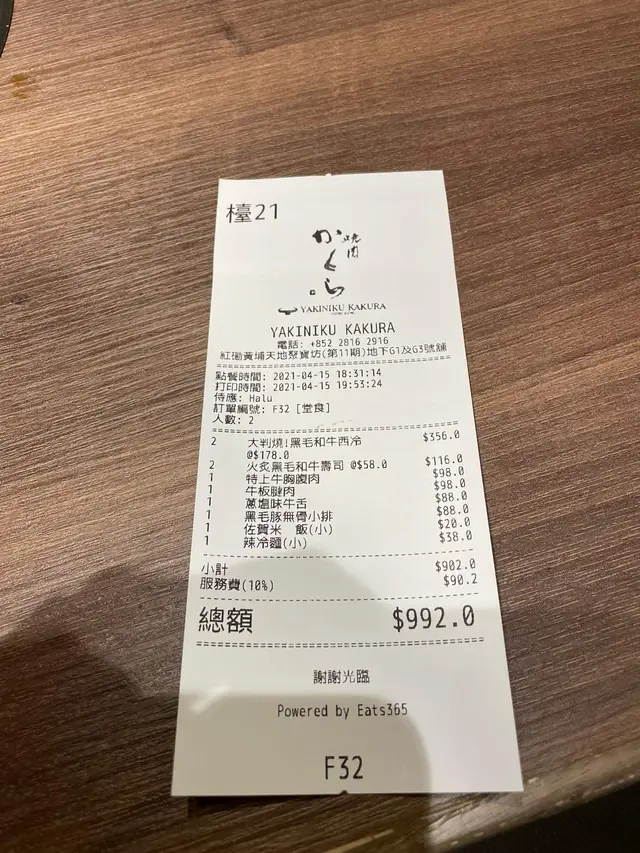 檯21
焼肉
かくら
YAKINIKU KAKURA
YAKINIKU KAKURA
電話: +852 2816 2916
紅磡黃埔天地聚寶坊(第11期)地下G1及G3號舖
點餐時間: 2021-04-15 18:31:14
打印時間: 2021-04-15 19:53:24
侍應: Halu
訂單編號: F32 [堂食]
人數: 2
2 大判燒!黑毛和牛西冷 $356.0
@$178.0
2 火炙黑毛和牛壽司 @$58.0 $116.0
1 特上牛胸腹肉 $98.0
1 牛板腱肉 $98.0
1 蔥塩味牛舌 $88.0
1 黑毛豚無骨小排 $88.0
1 佐賀米 飯(小) $20.0
1 辣冷麵(小) $38.0
小計 $902.0
服務費(10%) $90.2
總額 $992.0
謝謝光臨
Powered by Eats365
F32